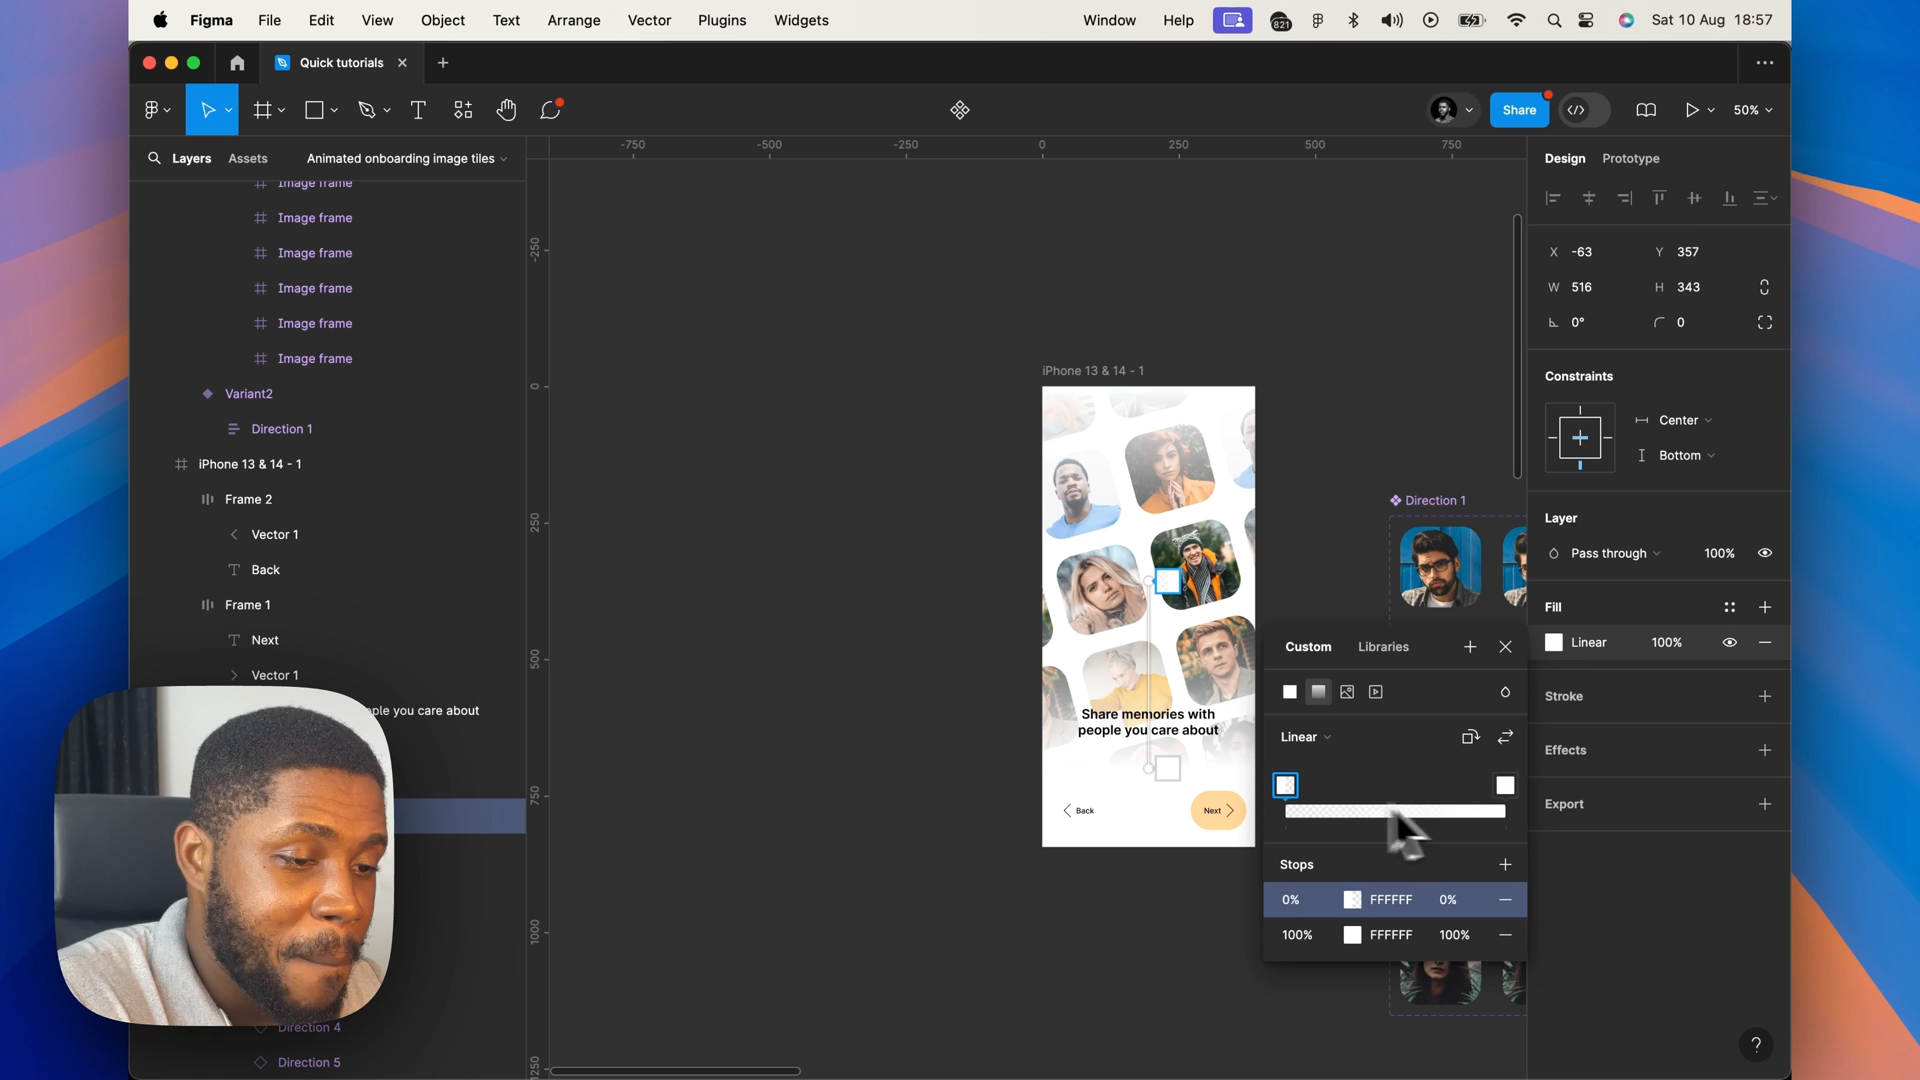 Figma File Edit View Object Text Arrange Vector Plugins Widgets Window Help 821 Sat 10 Aug 18:57
Quick tutorials
Share 50%
Layers Assets Animated onboarding image tiles
Image frame
Image frame
Image frame
Image frame
Image frame
Image frame
Variant2
Direction 1
iPhone 13 & 14 - 1
Frame 2
Vector 1
Back
Frame 1
Next
Vector 1
people you care about
Direction 4
Direction 5
-750 -500 -250 0 250 500 750
-250
0
250
500
750
1000
1250
iPhone 13 & 14 - 1
Share memories with
people you care about
Back
Next
Direction 1
Custom Libraries
Linear
Stops
0% FFFFFF 0%
100% FFFFFF 100%
Design Prototype
X -63 Y 357
W 516 H 343
0° 0
Constraints
Center
Bottom
Layer
Pass through 100%
Fill
Linear 100%
Stroke
Effects
Export
?